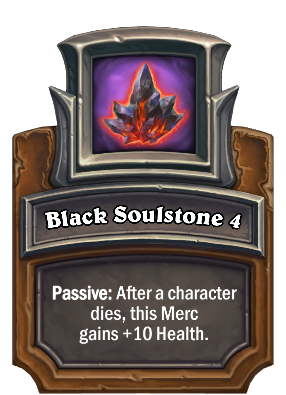 Black Soulstone 4
Passive: After a character
dies, this Merc
gains +10 Health.